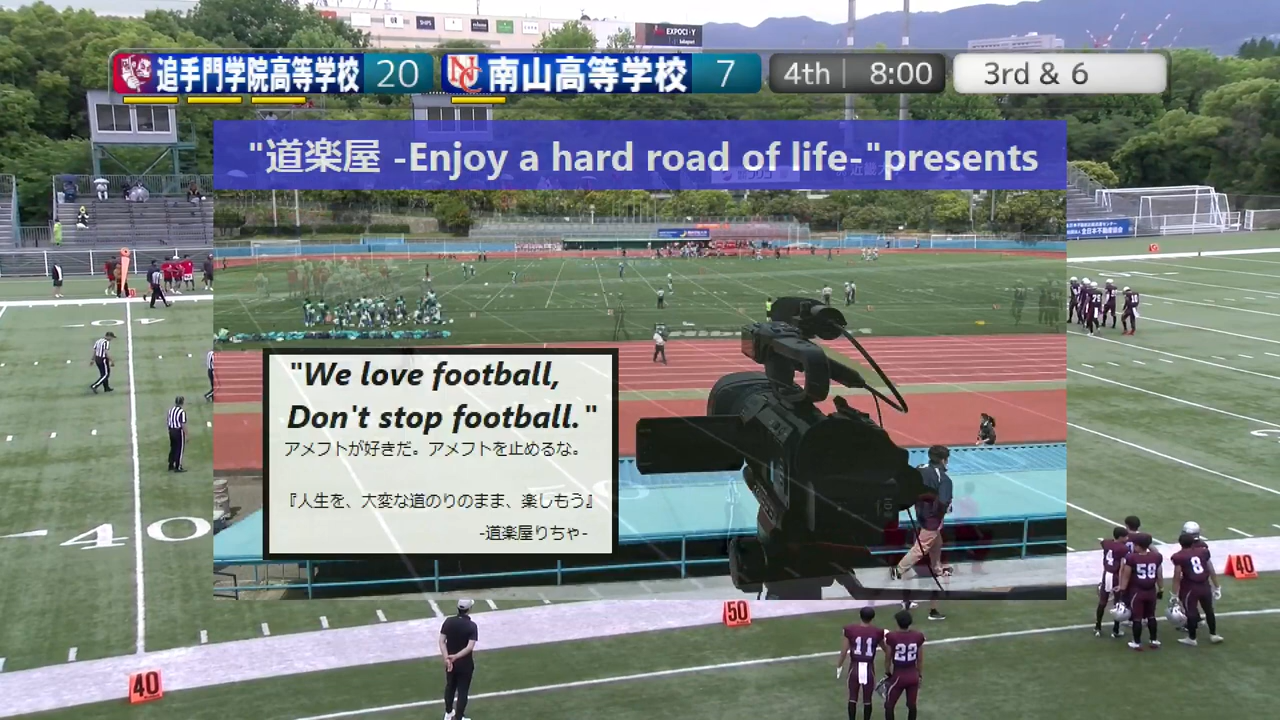 EXPOCITY
追手門学院高等学校 20 南山高等学校 7 4th 8:00 3rd & 6
"道楽屋 -Enjoy a hard road of life-"presents
"We love football,
Don't stop football."
アメフトが好きだ。アメフトを止めるな。
『人生を、大変な道のりのまま、楽しもう』
-道楽屋りちゃ-
40
40
50
40
58
8
11
22